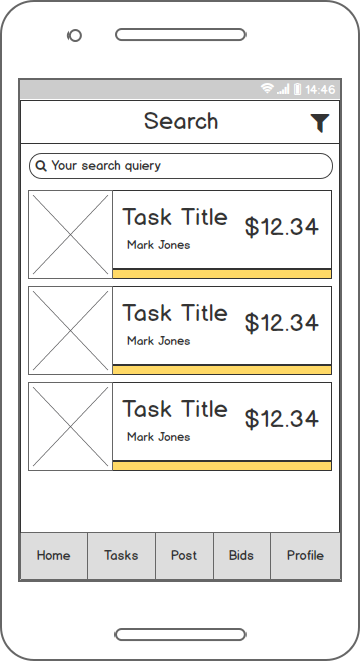 14:46
Search
Your search quiery
Task Title
$12.34
Mark Jones
Task Title
$12.34
Mark Jones
Task Title
$12.34
Mark Jones
Home Tasks Post Bids Profile